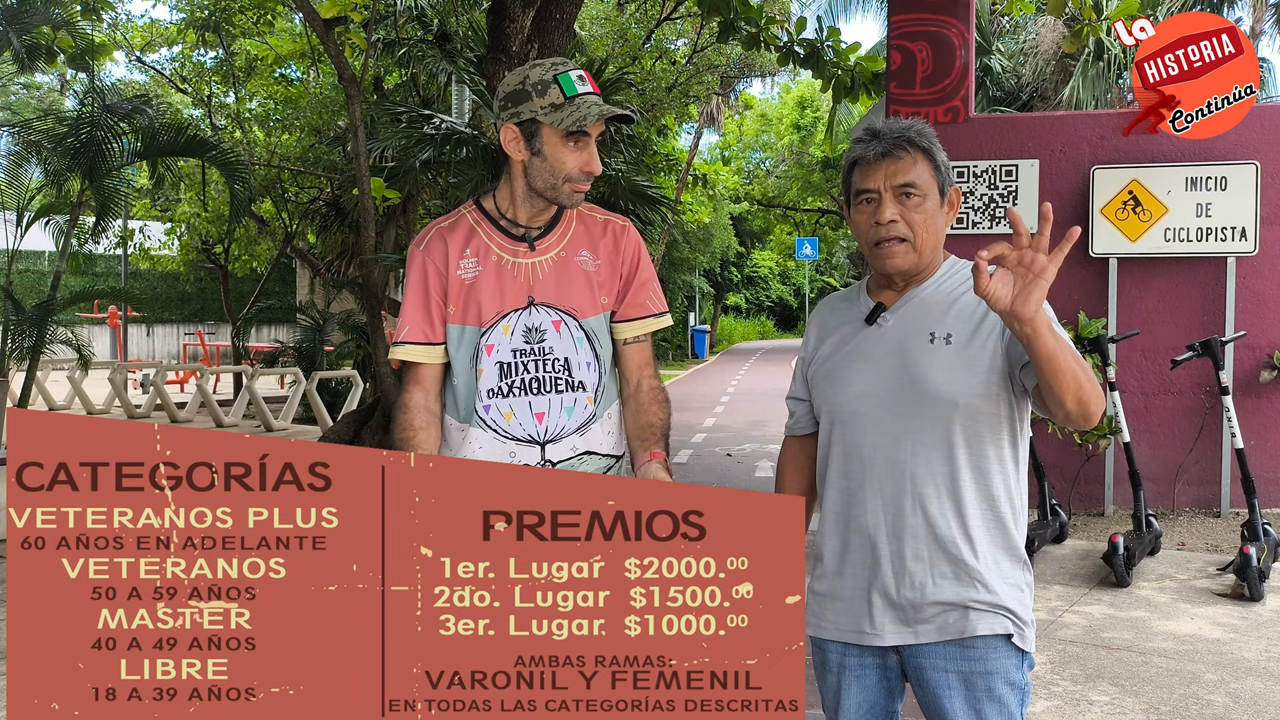 La
HISTORIA
Continúa
INICIO
DE
CICLOPISTA
TRAIL
DE LA
MIXTECA
OAXAQUEÑA
CATEGORÍAS
VETERANOS PLUS
60 AÑOS EN ADELANTE
VETERANOS
50 A 59 AÑOS
MASTER
40 A 49 AÑOS
LIBRE
18 A 39 AÑOS
PREMIOS
1er. Lugar $2000.00
2do. Lugar $1500.00
3er. Lugar $1000.00
AMBAS RAMAS:
VARONIL Y FEMENIL
EN TODAS LAS CATEGORÍAS DESCRITAS